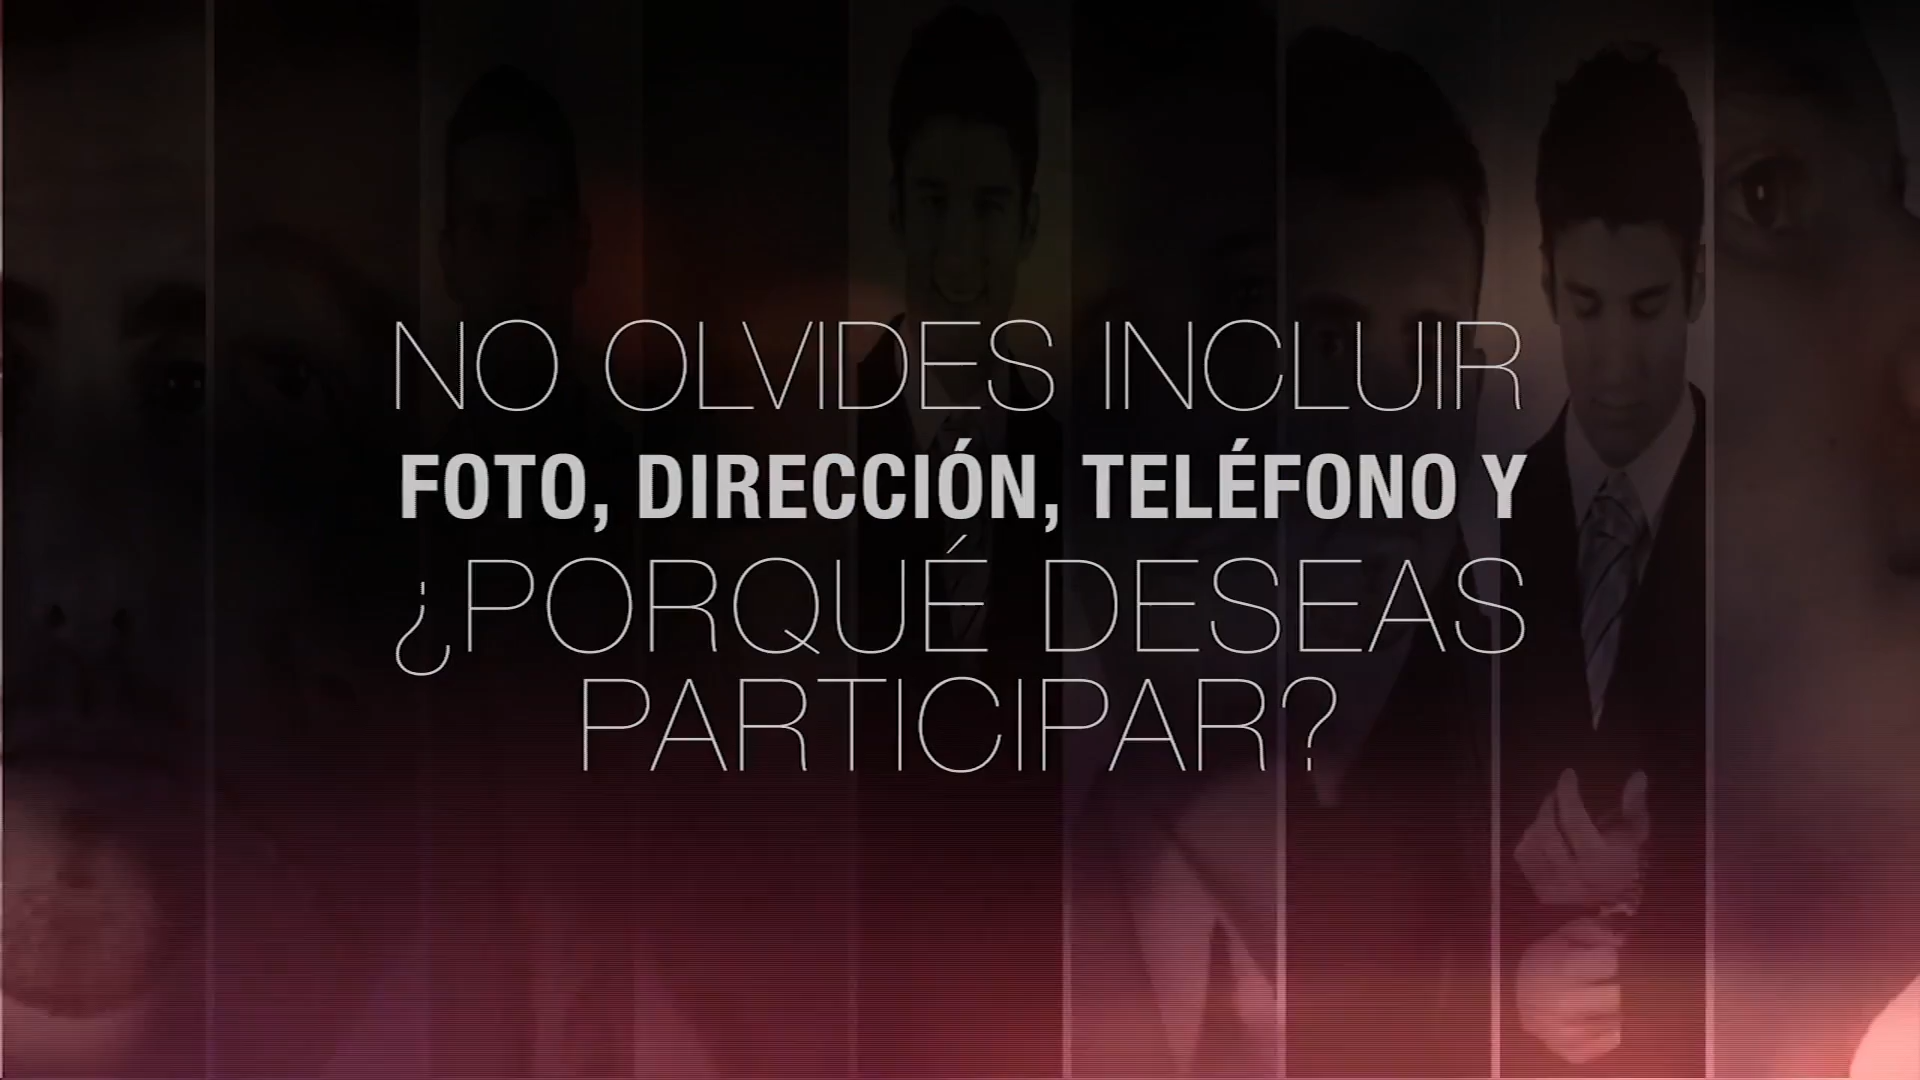 NO OLVIDES INCLUIR
FOTO, DIRECCIÓN, TELÉFONO Y
¿PORQUÉ DESEAS
PARTICIPAR?